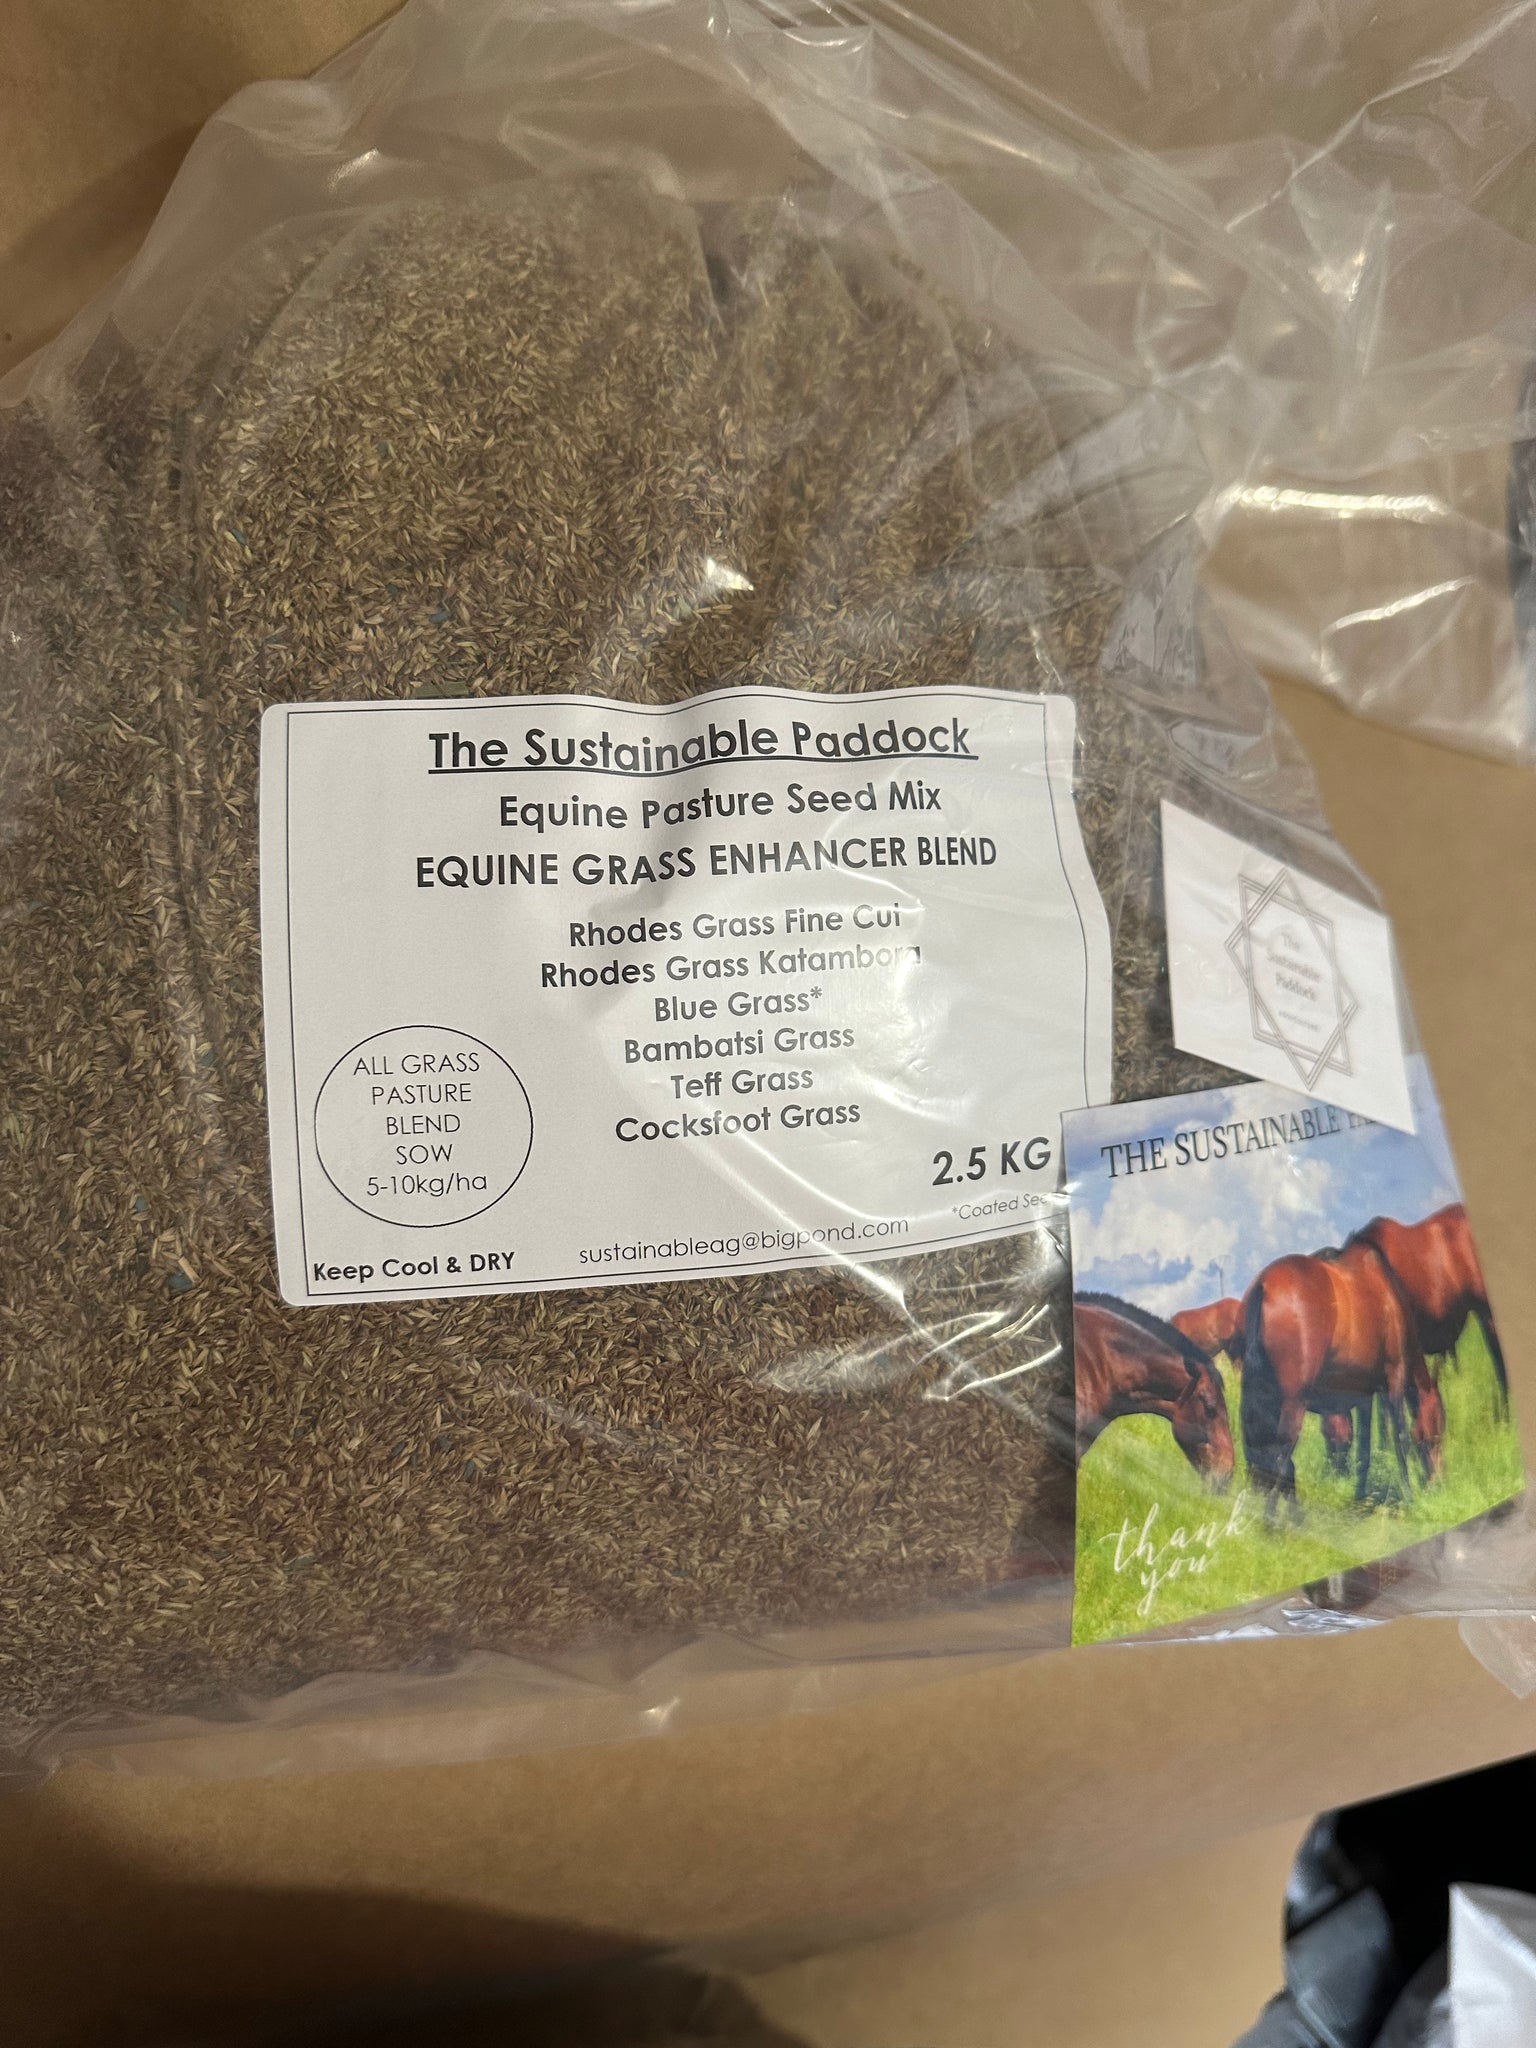 The Sustainable Paddock
Equine Pasture Seed Mix
EQUINE GRASS ENHANCER BLEND
Rhodes Grass Fine Cut
Rhodes Grass Katambora
Blue Grass*
Bambatsi Grass
Teff Grass
Cocksfoot Grass
ALL GRASS
PASTURE
BLEND
SOW
5-10kg/ha
2.5 KG
*Coated
Keep Cool & DRY
sustainableag@bigpond.com
The
Sustainable
Paddock
THE SUSTAINABLE
thank
you